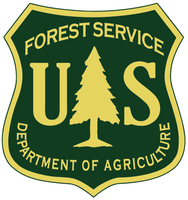 FOREST SERVICE
U S
DEPARTMENT OF AGRICULTURE